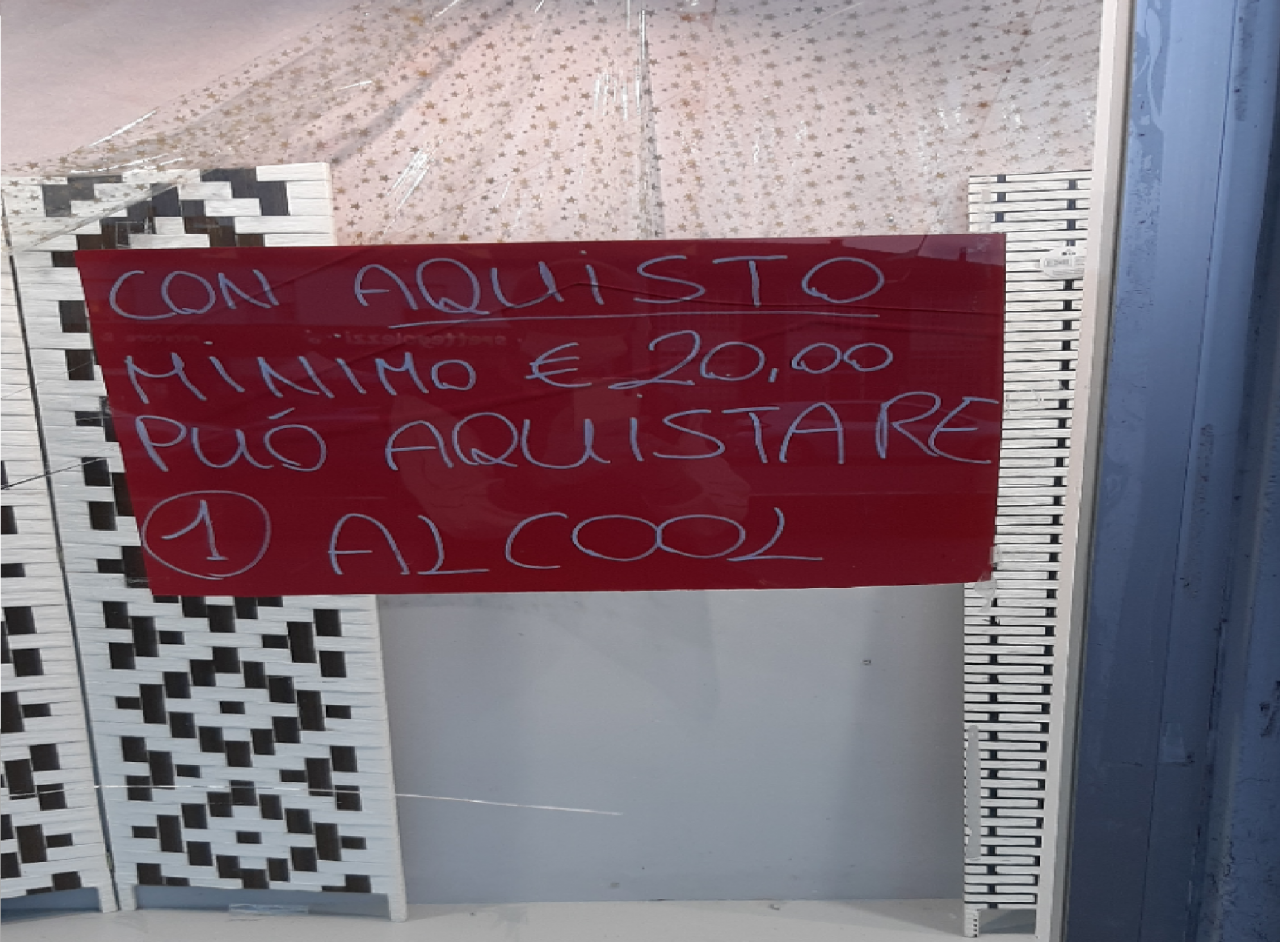 CON AQUISTO
MINIMO € 20,00
PUÓ AQUISTARE
1 ALCOOL